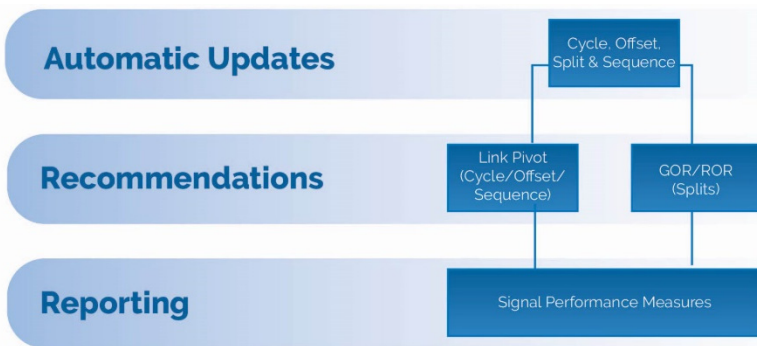 Automatic Updates
Cycle, Offset,
Split & Sequence
Recommendations
Link Pivot
(Cycle/Offset/
Sequence)
GOR/ROR
(Splits)
Reporting
Signal Performance Measures